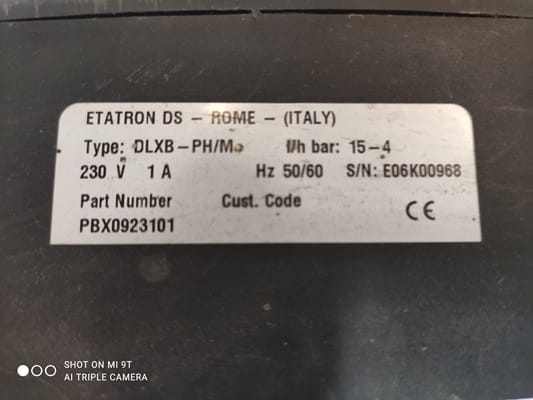 ETATRON DS - ROME - (ITALY)
Type: DLXB-PH/M l/h bar: 15-4
230 V 1 A Hz 50/60 S/N: E06K00968
Part Number Cust. Code
PBX0923101
CE
SHOT ON MI 9T
AI TRIPLE CAMERA